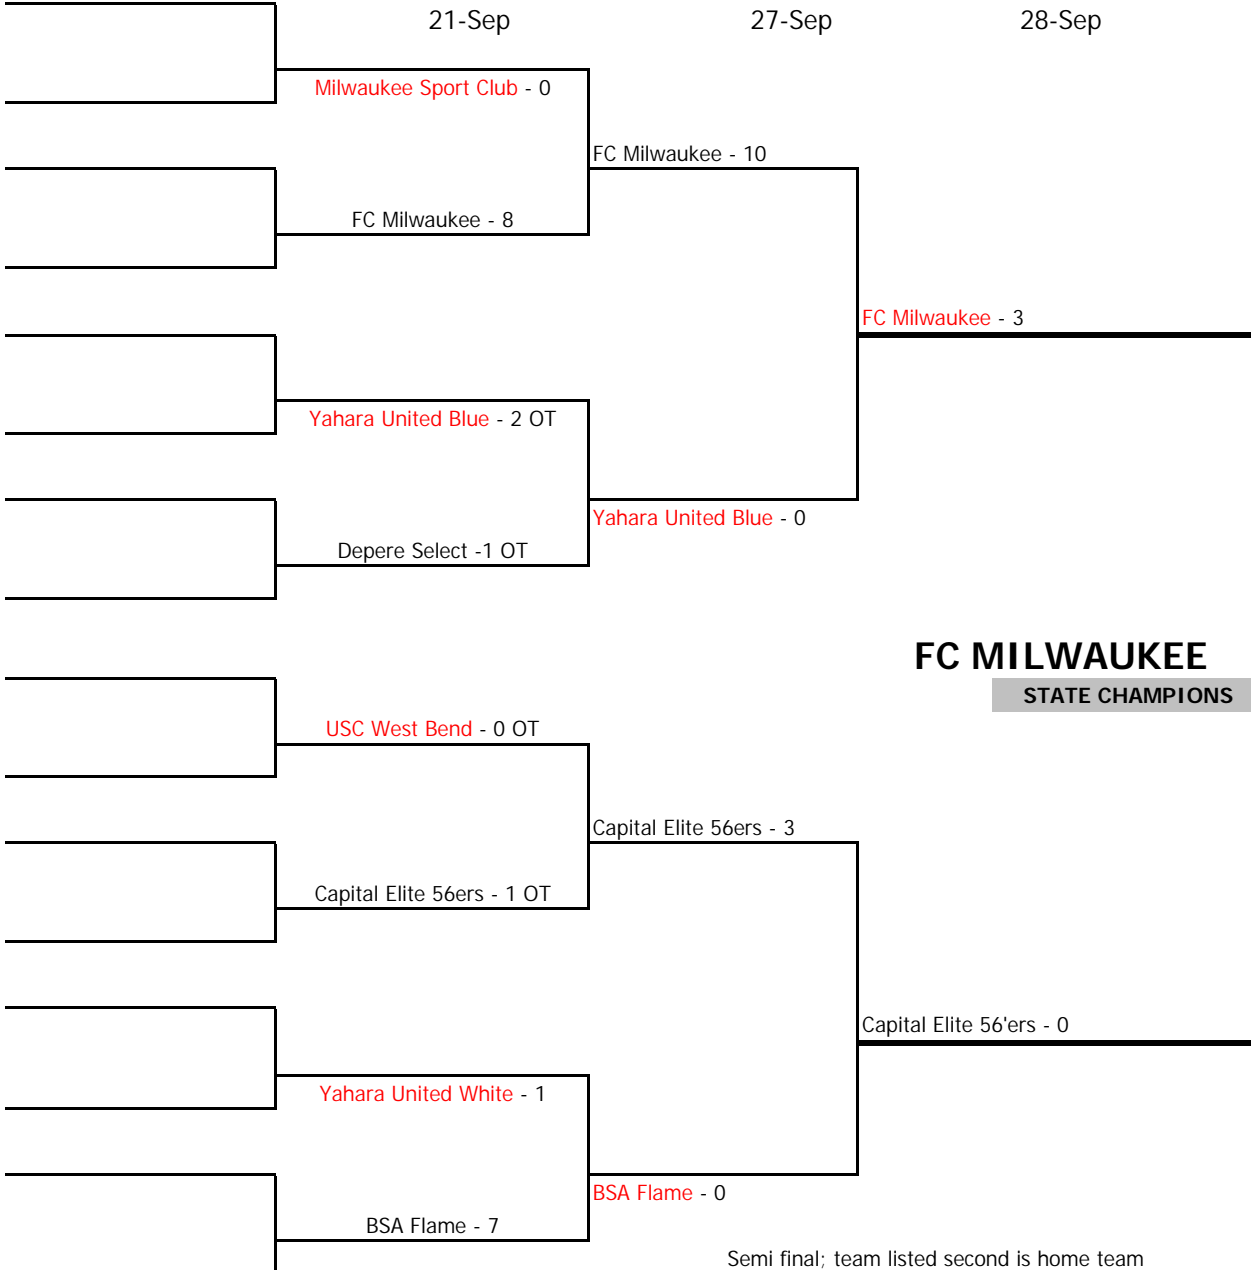 21-Sep 27-Sep 28-Sep
Milwaukee Sport Club - 0
FC Milwaukee - 10
FC Milwaukee - 8
FC Milwaukee - 3
Yahara United Blue - 2 OT
Yahara United Blue - 0
Depere Select -1 OT
FC MILWAUKEE
STATE CHAMPIONS
USC West Bend - 0 OT
Capital Elite 56ers - 3
Capital Elite 56ers - 1 OT
Capital Elite 56'ers - 0
Yahara United White - 1
BSA Flame - 0
BSA Flame - 7
Semi final; team listed second is home team